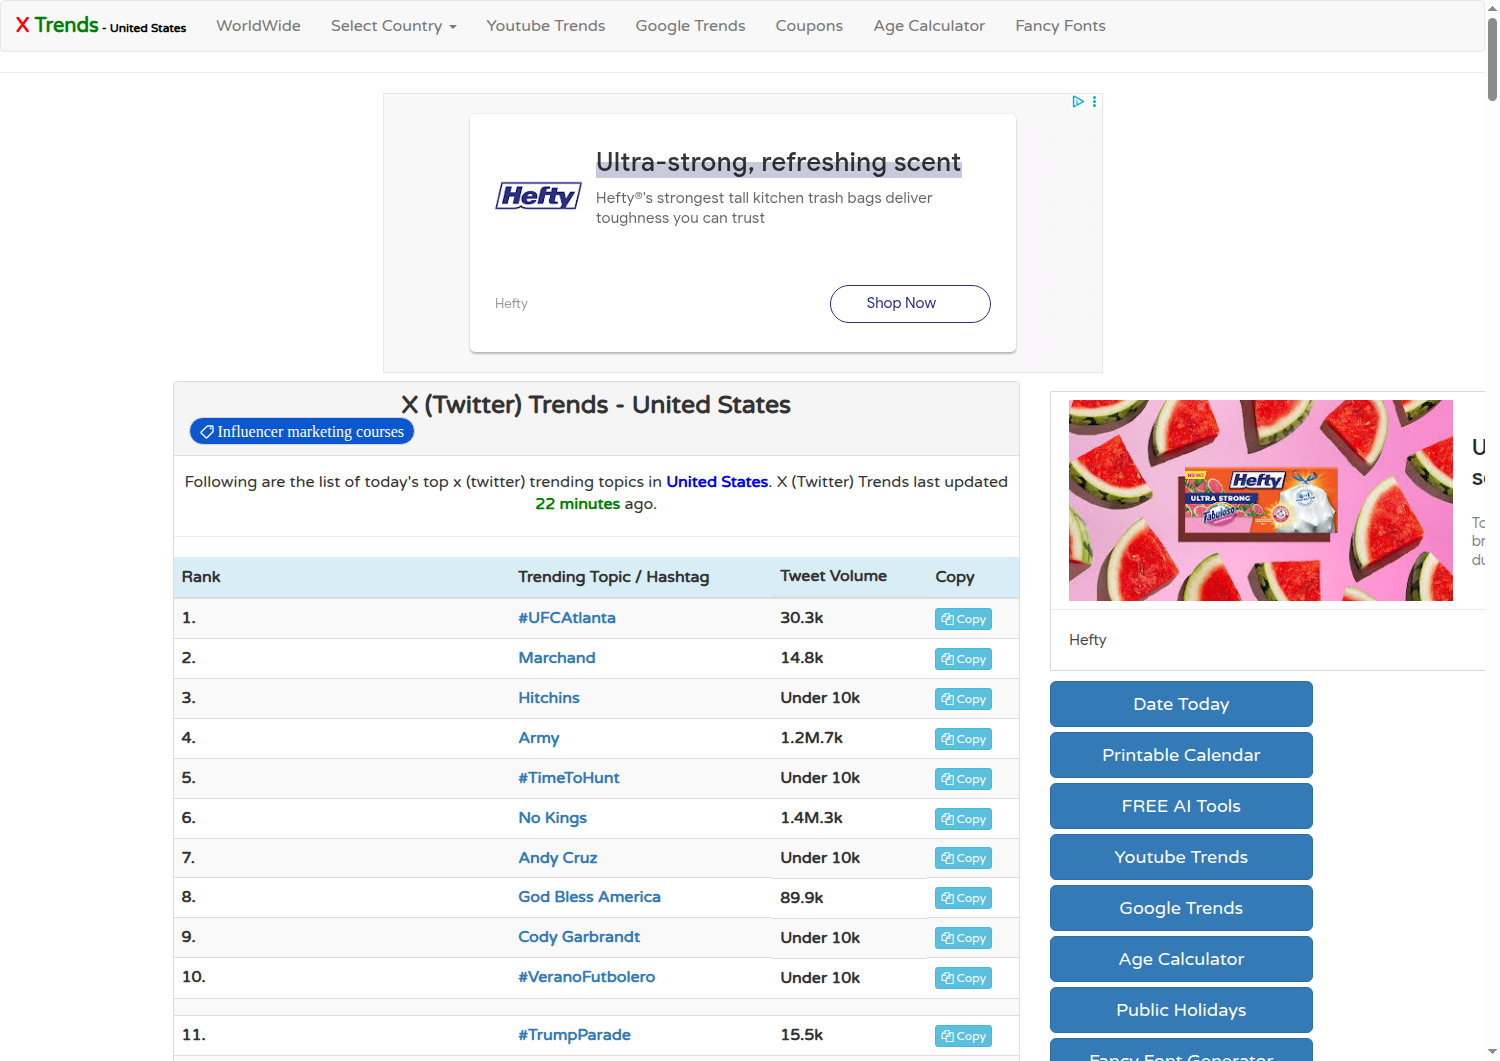 X Trends - United States WorldWide Select Country Youtube Trends Google Trends Coupons Age Calculator Fancy Fonts
Ultra-strong, refreshing scent
Hefty
Hefty®'s strongest tall kitchen trash bags deliver
toughness you can trust
Hefty
Shop Now
X (Twitter) Trends - United States
Influencer marketing courses
Following are the list of today's top x (twitter) trending topics in United States. X (Twitter) Trends last updated
22 minutes ago.
Rank Trending Topic / Hashtag Tweet Volume Copy
1. #UFCAtlanta 30.3k Copy
2. Marchand 14.8k Copy
3. Hitchins Under 10k Copy
4. Army 1.2M.7k Copy
5. #TimeToHunt Under 10k Copy
6. No Kings 1.4M.3k Copy
7. Andy Cruz Under 10k Copy
8. God Bless America 89.9k Copy
9. Cody Garbrandt Under 10k Copy
10. #VeranoFutbolero Under 10k Copy
11. #TrumpParade 15.5k Copy
NEW!
Hefty
ULTRA STRONG
Fabuloso
Hefty
Date Today
Printable Calendar
FREE AI Tools
Youtube Trends
Google Trends
Age Calculator
Public Holidays
Fancy Font Generator